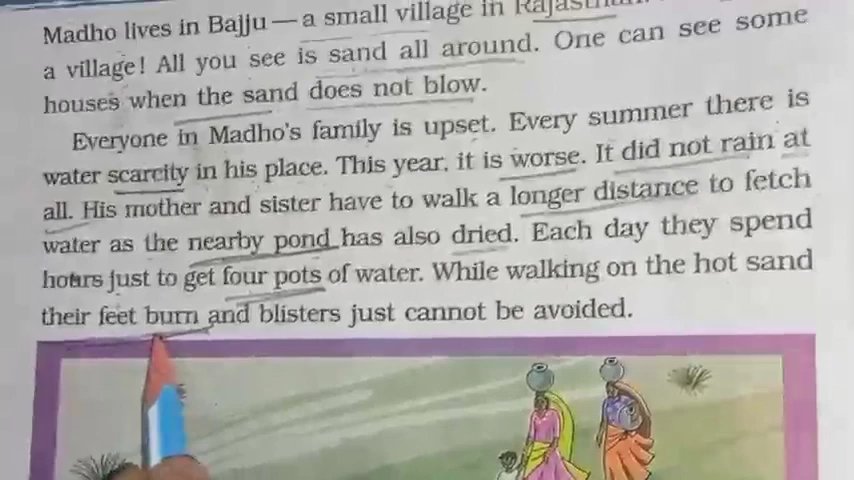 Madho lives in Bajju — a small village in Rajasthan.
a village! All you see is sand all around. One can see some
houses when the sand does not blow.
Everyone in Madho's family is upset. Every summer there is
water scarcity in his place. This year, it is worse. It did not rain at
all. His mother and sister have to walk a longer distance to fetch
water as the nearby pond has also dried. Each day they spend
hours just to get four pots of water. While walking on the hot sand
their feet burn and blisters just cannot be avoided.